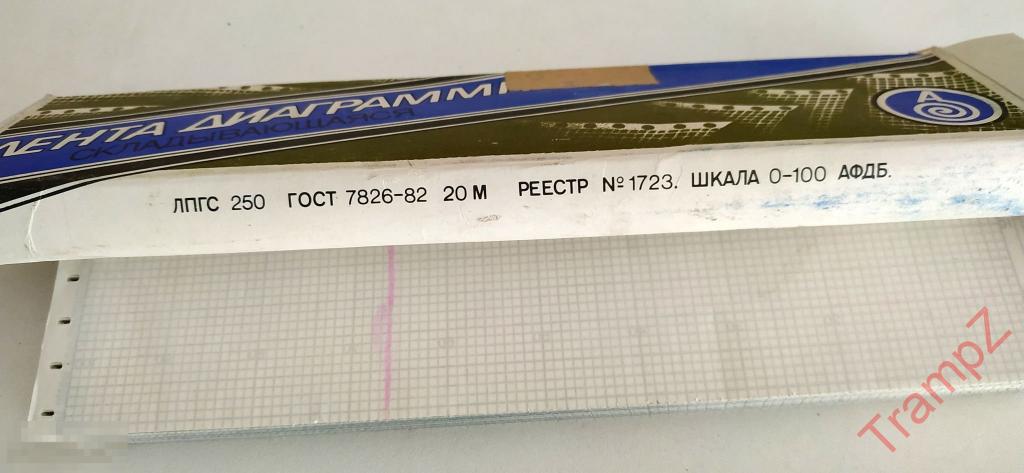 ЛЕНТА ДИАГРАММ
СКЛАДЫВАЮЩАЯСЯ
А
ЛПГС 250 ГОСТ 7826-82 20 М РЕЕСТР № 1723. ШКАЛА 0-100 АФДБ.
TrampZ